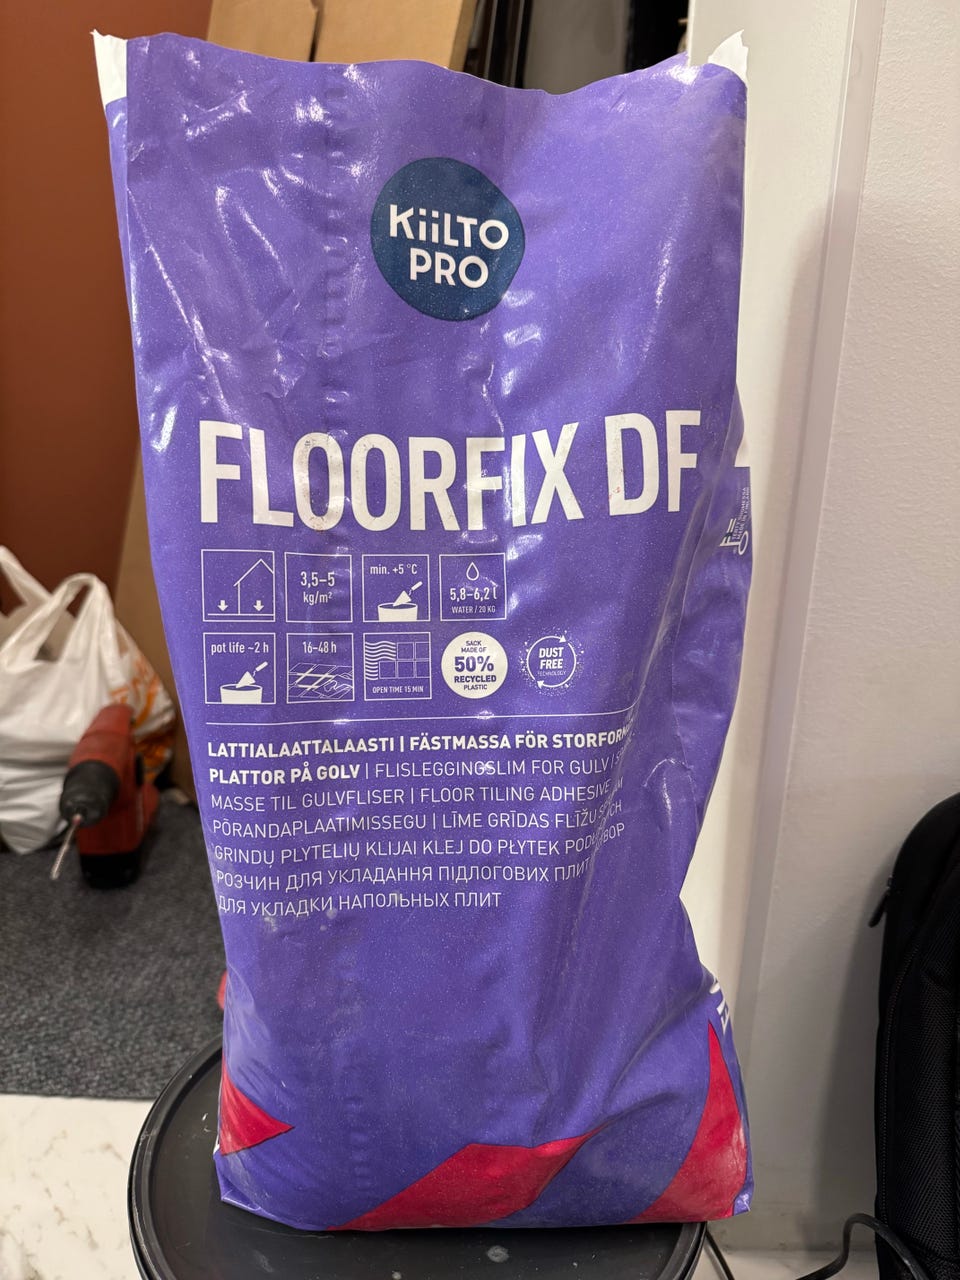 KiiLTO
PRO
FLOORFIX DF
3,5–5
kg/m²
min. +5 °C
5,8–6,2 l
WATER / 20 KG
pot life ~2 h
16–48 h
OPEN TIME 15 MIN
SACK
MADE OF
50%
RECYCLED
PLASTIC
DUST
FREE
TECHNOLOGY
LATTIALAATTALAASTI | FÄSTMASSA FÖR
PLATTOR PÅ GOLV | FLISLEGGINGSLIM FOR GULV |
MASSE TIL GULVFLISER | FLOOR TILING ADHESIVE
PÕRANDAPLAATIMISSEGU | LĪME GRĪDAS FLĪŽU
GRINDŲ PLYTELIŲ KLIJAI KLEJ DO PŁYTEK
РОЗЧИН ДЛЯ УКЛАДАННЯ ПІДЛОГОВИХ ПЛИТ
ДЛЯ УКЛАДКИ НАПОЛЬНЫХ ПЛИТ